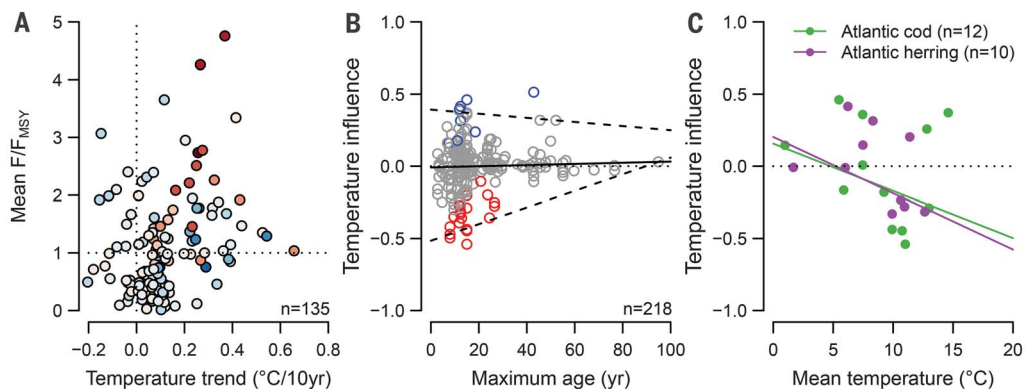 A
Mean F/FMSY
5
4
3
2
1
0
n=135
−0.2 0.0 0.2 0.4 0.6 0.8
Temperature trend (°C/10yr)
B
Temperature influence
1.0
0.5
0.0
−0.5
−1.0
n=218
0 20 40 60 80 100
Maximum age (yr)
C
Temperature influence
1.0
0.5
0.0
−0.5
−1.0
Atlantic cod (n=12)
Atlantic herring (n=10)
0 5 10 15 20
Mean temperature (°C)